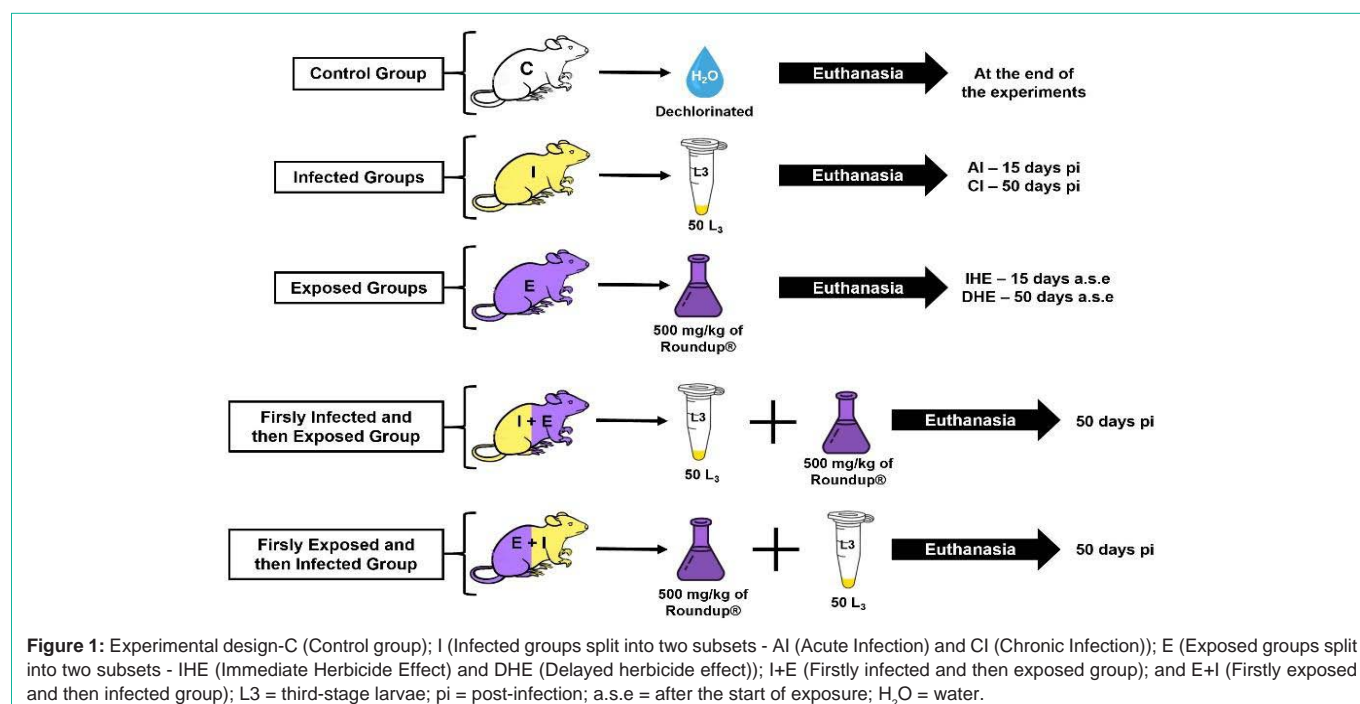 Control Group
C
H₂O
Dechlorinated
Euthanasia
At the end of
the experiments
Infected Groups
I
L3
50 L₃
Euthanasia
AI – 15 days pi
CI – 50 days pi
Exposed Groups
E
500 mg/kg of
Roundup®
Euthanasia
IHE – 15 days a.s.e
DHE – 50 days a.s.e
Firsly Infected and
then Exposed Group
I + E
L3
50 L₃
+
500 mg/kg of
Roundup®
Euthanasia
50 days pi
Firsly Exposed and
then Infected Group
E + I
500 mg/kg of
Roundup®
+
L3
50 L₃
Euthanasia
50 days pi
Figure 1: Experimental design-C (Control group); I (Infected groups split into two subsets - AI (Acute Infection) and CI (Chronic Infection)); E (Exposed groups split
into two subsets - IHE (Immediate Herbicide Effect) and DHE (Delayed herbicide effect)); I+E (Firstly infected and then exposed group); and E+I (Firstly exposed
and then infected group); L3 = third-stage larvae; pi = post-infection; a.s.e = after the start of exposure; H₂O = water.